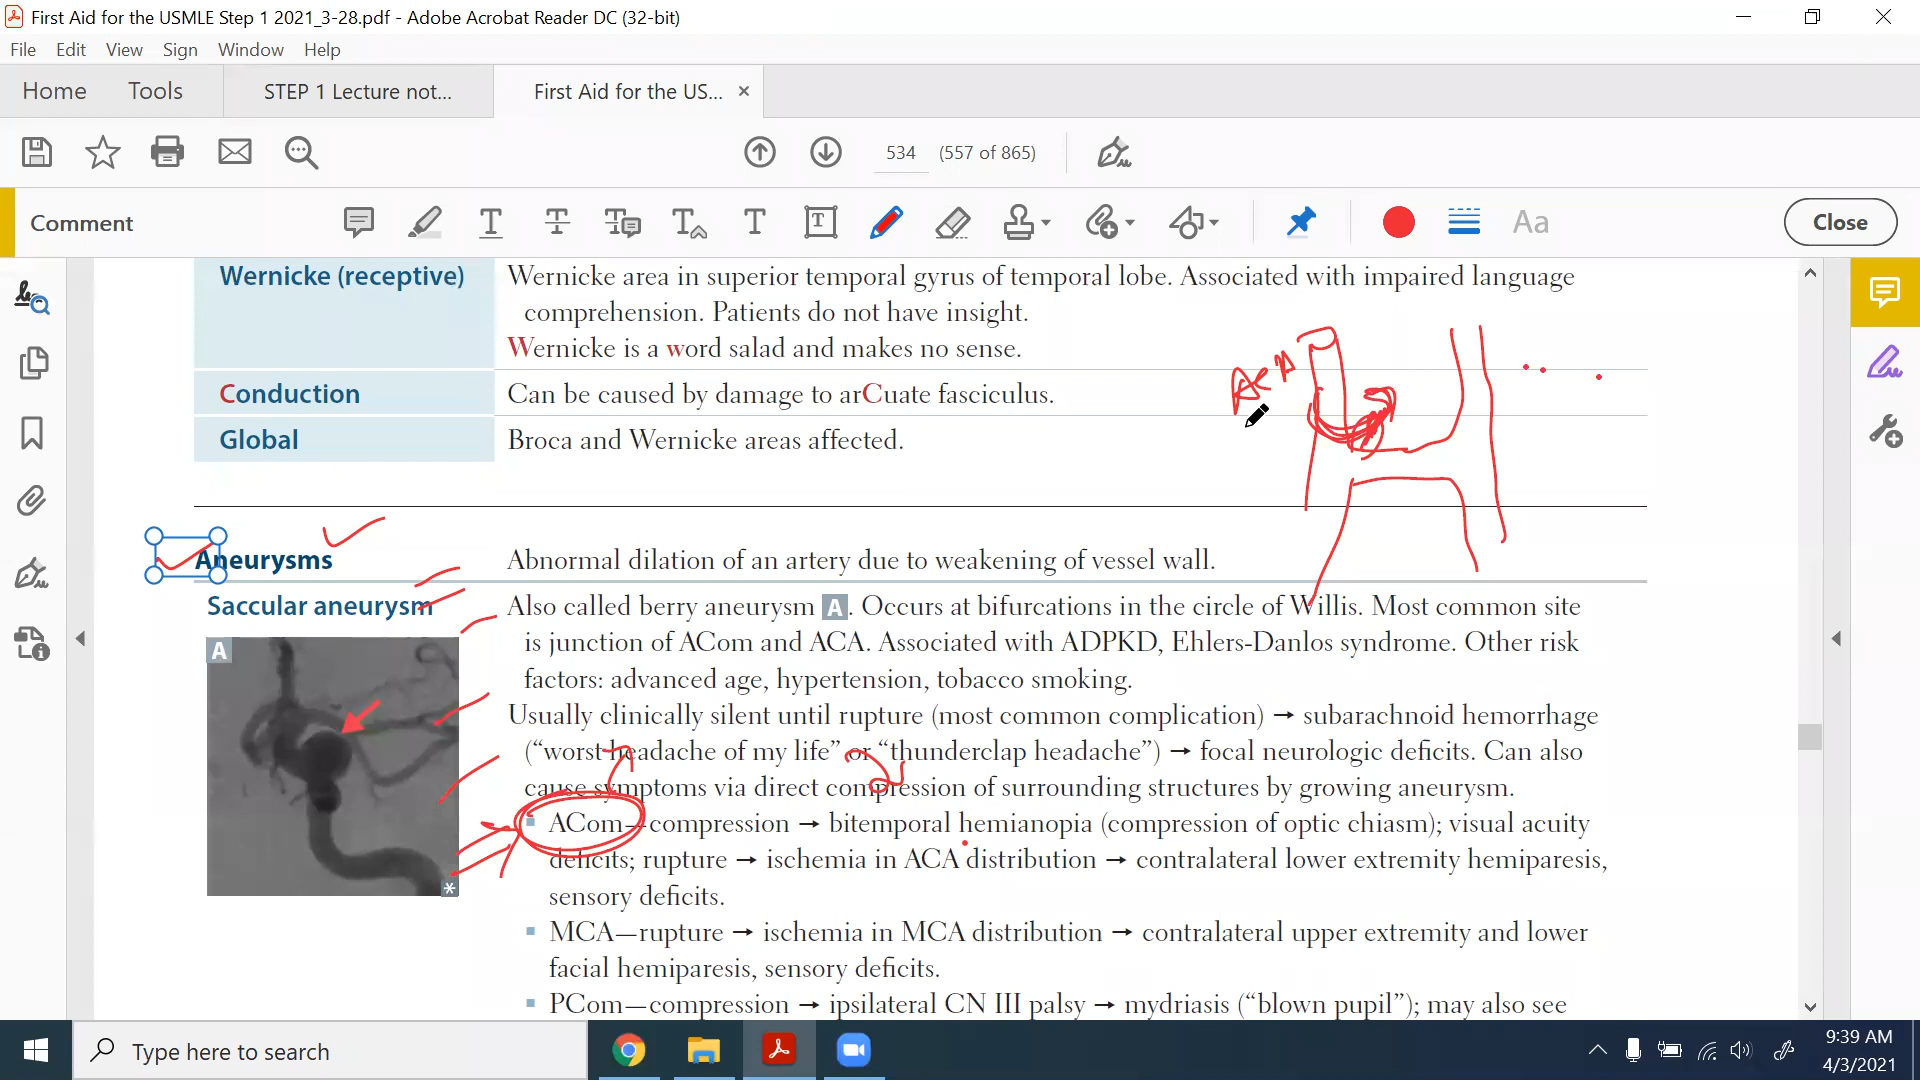 First Aid for the USMLE Step 1 2021_3-28.pdf - Adobe Acrobat Reader DC (32-bit)
File Edit View Sign Window Help
Home Tools STEP 1 Lecture not... First Aid for the US... ×
534 (557 of 865)
Comment Aa Close
Wernicke (receptive) Wernicke area in superior temporal gyrus of temporal lobe. Associated with impaired language
comprehension. Patients do not have insight.
Wernicke is a word salad and makes no sense.
Conduction Can be caused by damage to arCuate fasciculus.
Global Broca and Wernicke areas affected.
ACA
Aneurysms Abnormal dilation of an artery due to weakening of vessel wall.
Saccular aneurysm Also called berry aneurysm A. Occurs at bifurcations in the circle of Willis. Most common site
is junction of ACom and ACA. Associated with ADPKD, Ehlers-Danlos syndrome. Other risk
factors: advanced age, hypertension, tobacco smoking.
Usually clinically silent until rupture (most common complication) → subarachnoid hemorrhage
(“worst headache of my life” or “thunderclap headache”) → focal neurologic deficits. Can also
cause symptoms via direct compression of surrounding structures by growing aneurysm.
▪ ACom—compression → bitemporal hemianopia (compression of optic chiasm); visual acuity
deficits; rupture → ischemia in ACA distribution → contralateral lower extremity hemiparesis,
sensory deficits.
▪ MCA—rupture → ischemia in MCA distribution → contralateral upper extremity and lower
facial hemiparesis, sensory deficits.
▪ PCom—compression → ipsilateral CN III palsy → mydriasis (“blown pupil”); may also see
A
*
Type here to search
9:39 AM
4/3/2021